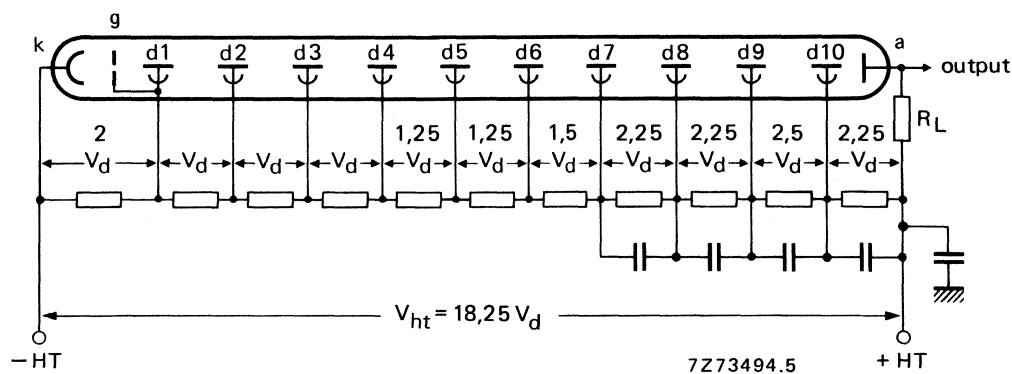 g
k d1 d2 d3 d4 d5 d6 d7 d8 d9 d10 a
output
R_L
2 1,25 1,25 1,5 2,25 2,25 2,5 2,25
V_d V_d V_d V_d V_d V_d V_d V_d V_d V_d V_d
V_ht = 18,25 V_d
−HT +HT
7Z73494.5